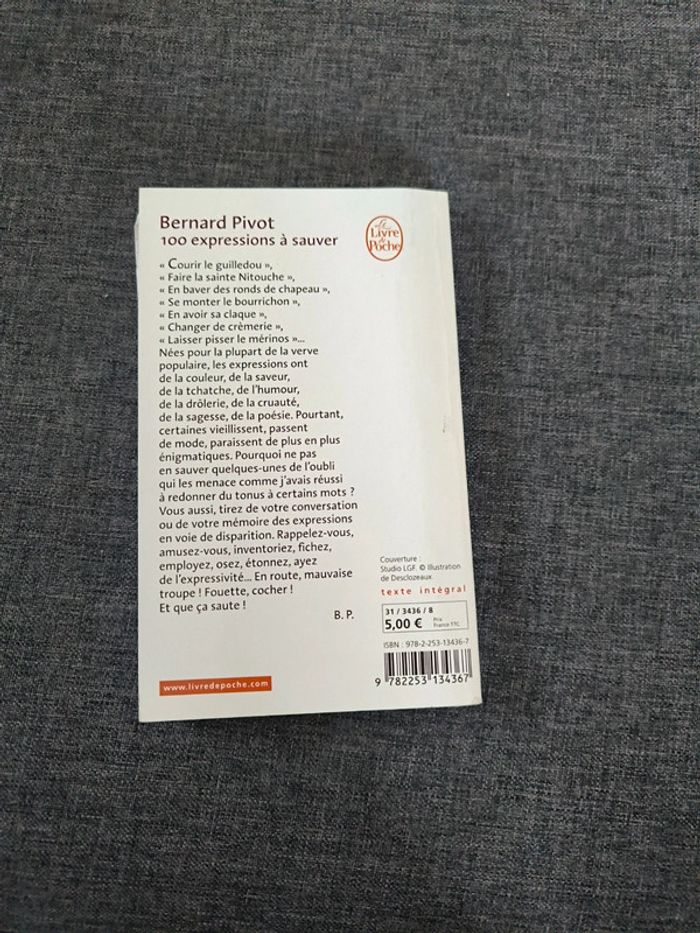 Bernard Pivot
100 expressions à sauver
Le
Livre
de
Poche
« Courir le guilledou »,
« Faire la sainte Nitouche »,
« En baver des ronds de chapeau »,
« Se monter le bourrichon »,
« En avoir sa claque »,
« Changer de crèmerie »,
« Laisser pisser le mérinos »...
Nées pour la plupart de la verve
populaire, les expressions ont
de la couleur, de la saveur,
de la tchatche, de l'humour,
de la drôlerie, de la cruauté,
de la sagesse, de la poésie. Pourtant,
certaines vieillissent, passent
de mode, paraissent de plus en plus
énigmatiques. Pourquoi ne pas
en sauver quelques-unes de l'oubli
qui les menace comme j'avais réussi
à redonner du tonus à certains mots ?
Vous aussi, tirez de votre conversation
ou de votre mémoire des expressions
en voie de disparition. Rappelez-vous,
amusez-vous, inventoriez, fichez,
employez, osez, étonnez, ayez
de l'expressivité... En route, mauvaise
troupe ! Fouette, cocher !
Et que ça saute !
B. P.
www.livredepoche.com
Couverture :
Studio LGF. © Illustration
de Desclozeaux.
texte intégral
31 / 3436 / 8
5,00 € Prix
France TTC
ISBN : 978-2-253-13436-7
9 782253 134367